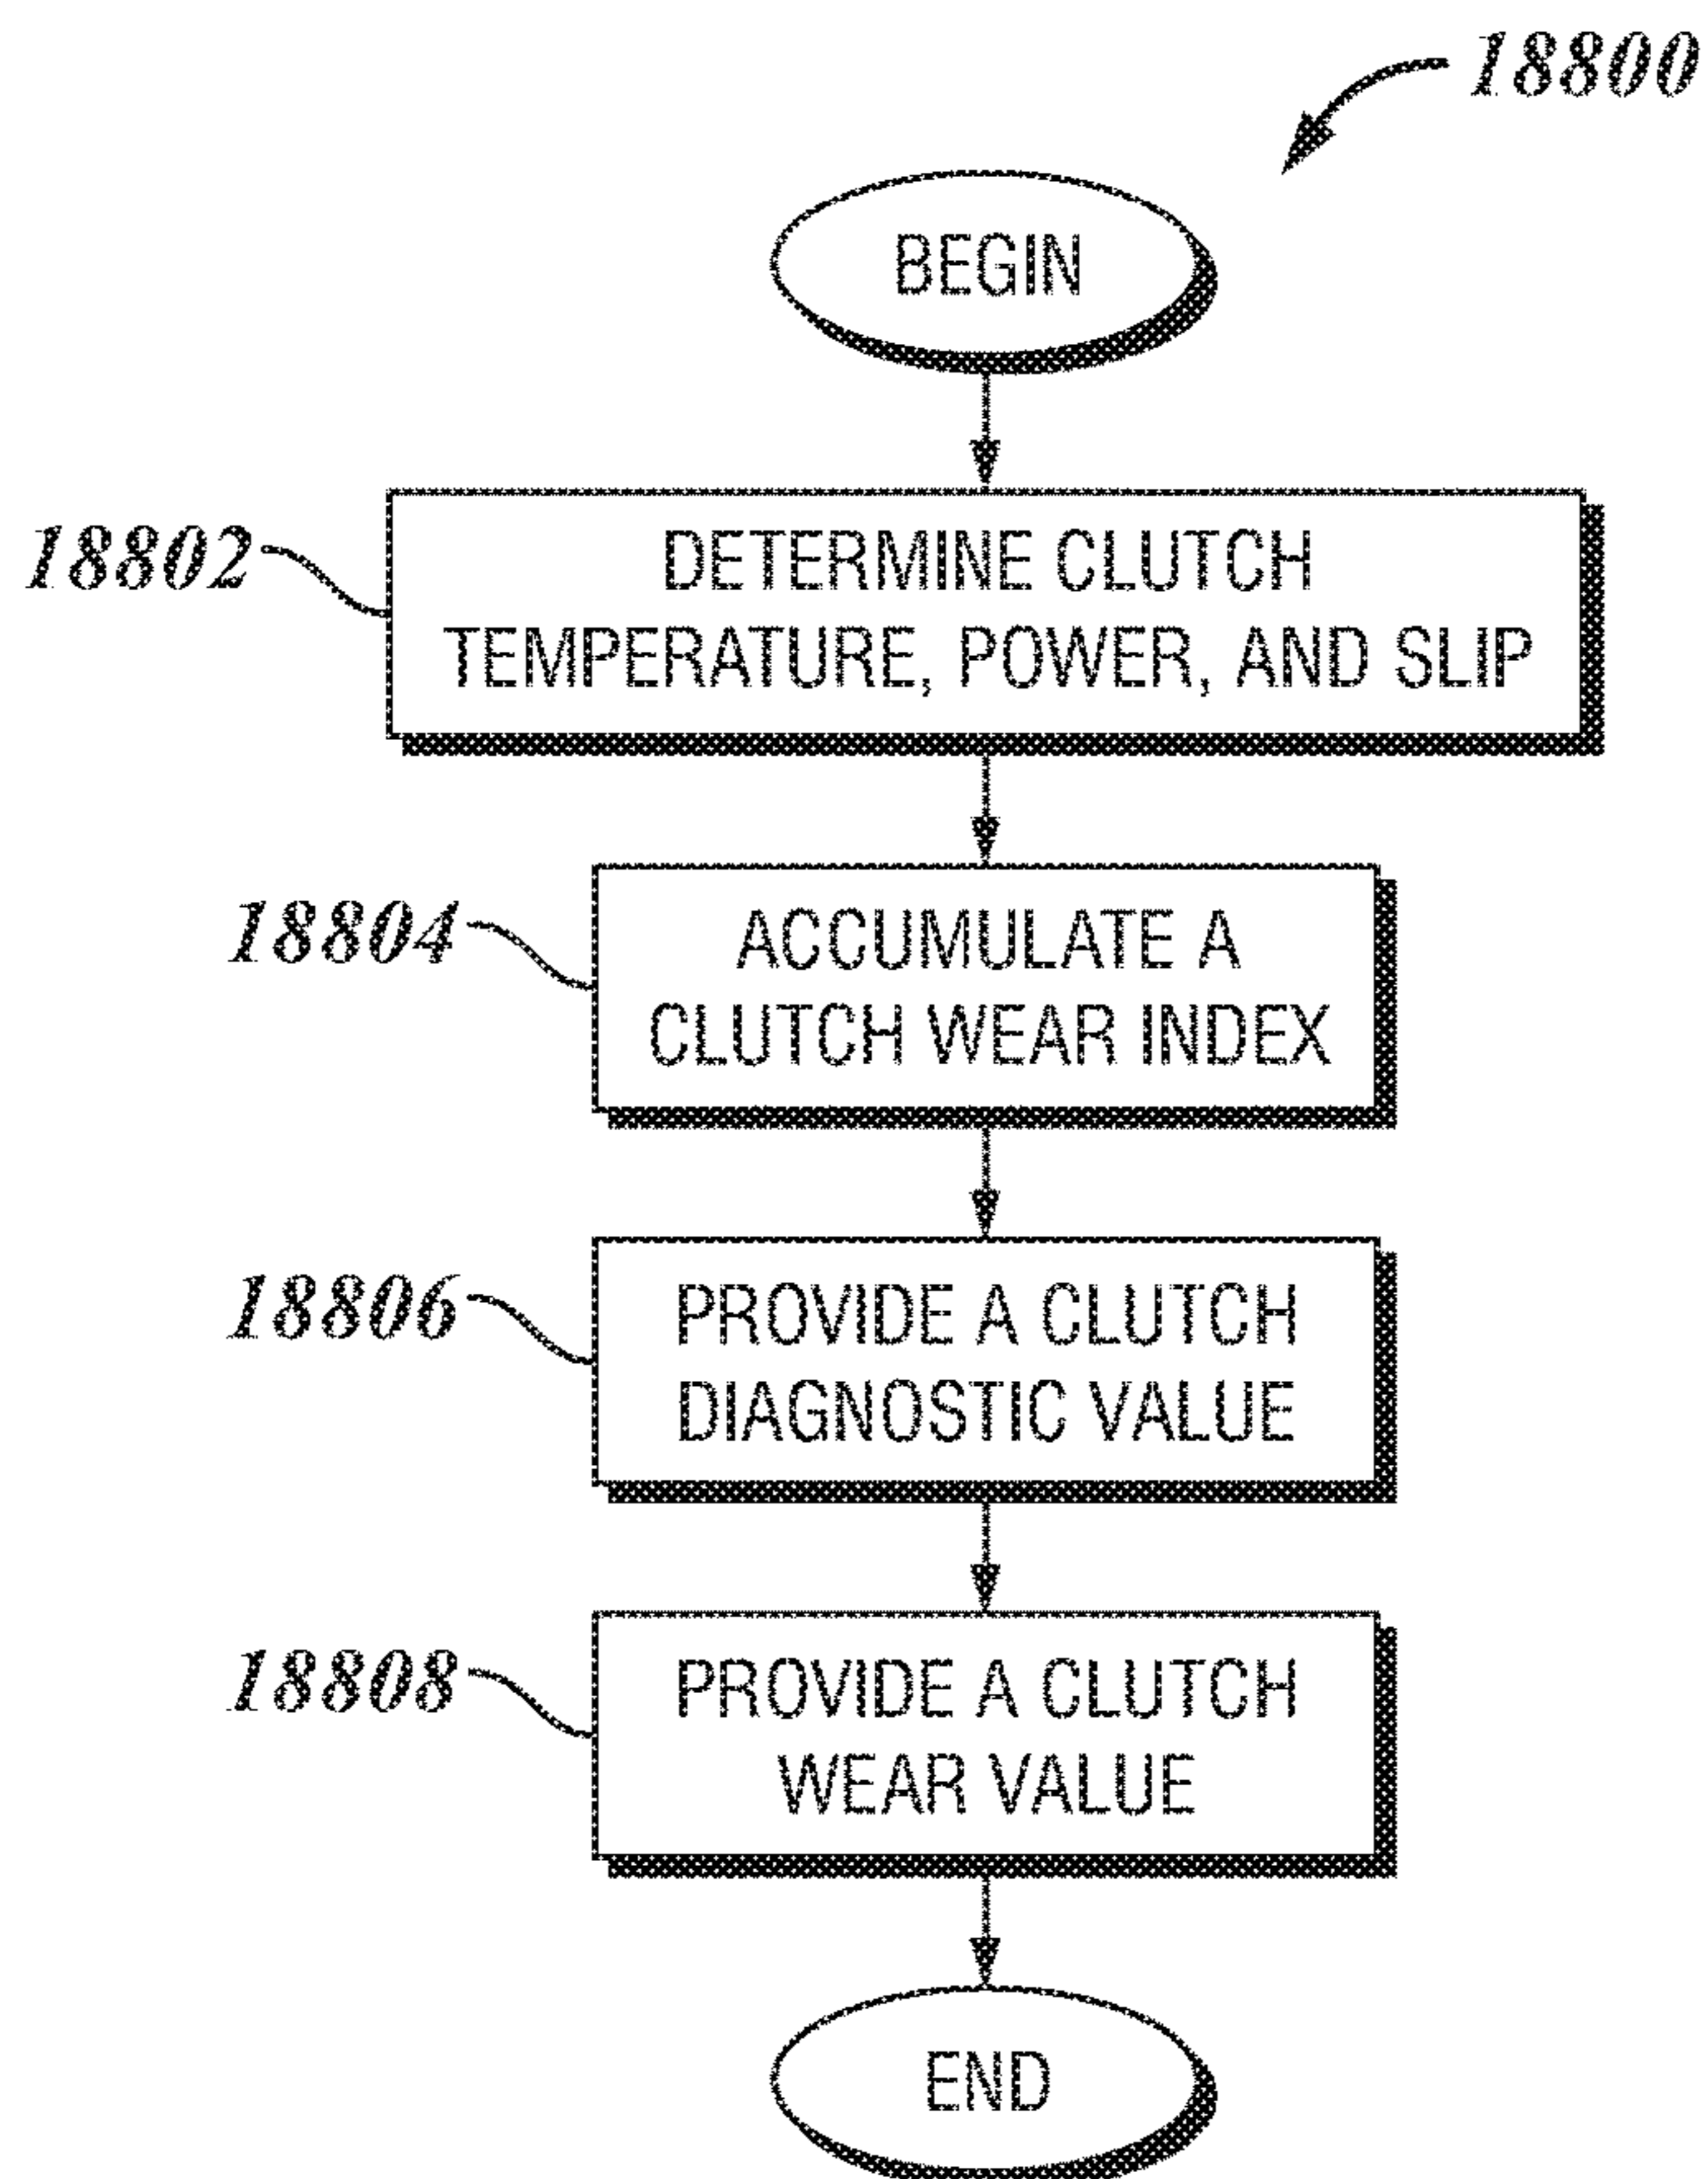 18800
BEGIN
18802
DETERMINE CLUTCH
TEMPERATURE, POWER, AND SLIP
18804
ACCUMULATE A
CLUTCH WEAR INDEX
18806
PROVIDE A CLUTCH
DIAGNOSTIC VALUE
18808
PROVIDE A CLUTCH
WEAR VALUE
END